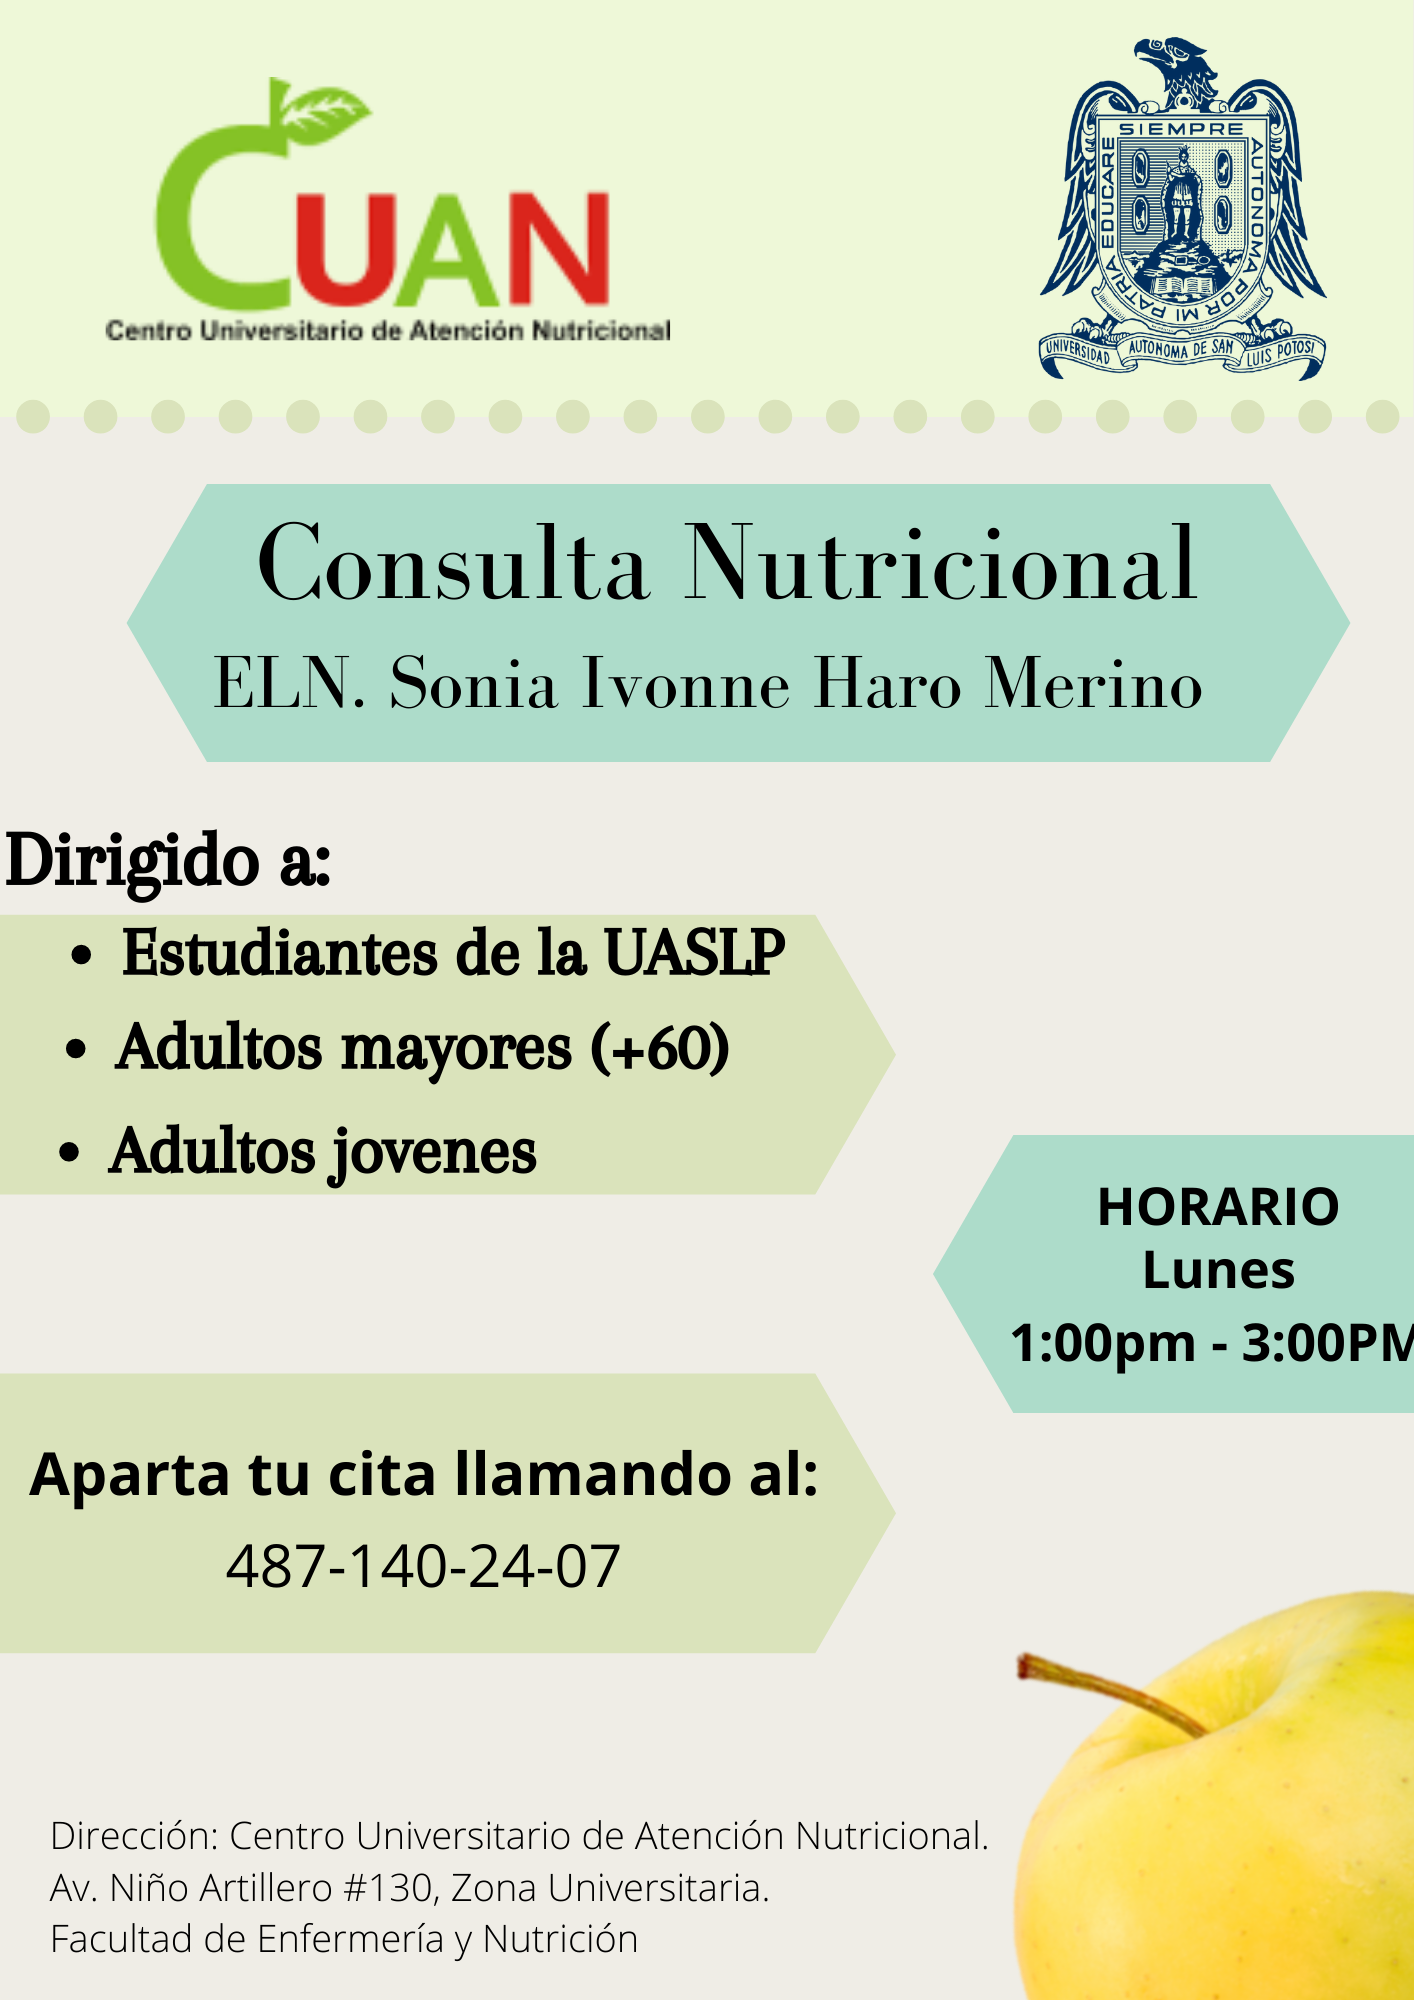 CUAN
Centro Universitario de Atención Nutricional
SIEMPRE
AUTONOMA
POR MI PATRIA
EDUCARE
UNIVERSIDAD AUTONOMA DE SAN LUIS POTOSI
Consulta Nutricional
ELN. Sonia Ivonne Haro Merino
Dirigido a:
• Estudiantes de la UASLP
• Adultos mayores (+60)
• Adultos jovenes
HORARIO
Lunes
1:00pm - 3:00PM
Aparta tu cita llamando al:
487-140-24-07
Dirección: Centro Universitario de Atención Nutricional.
Av. Niño Artillero #130, Zona Universitaria.
Facultad de Enfermería y Nutrición